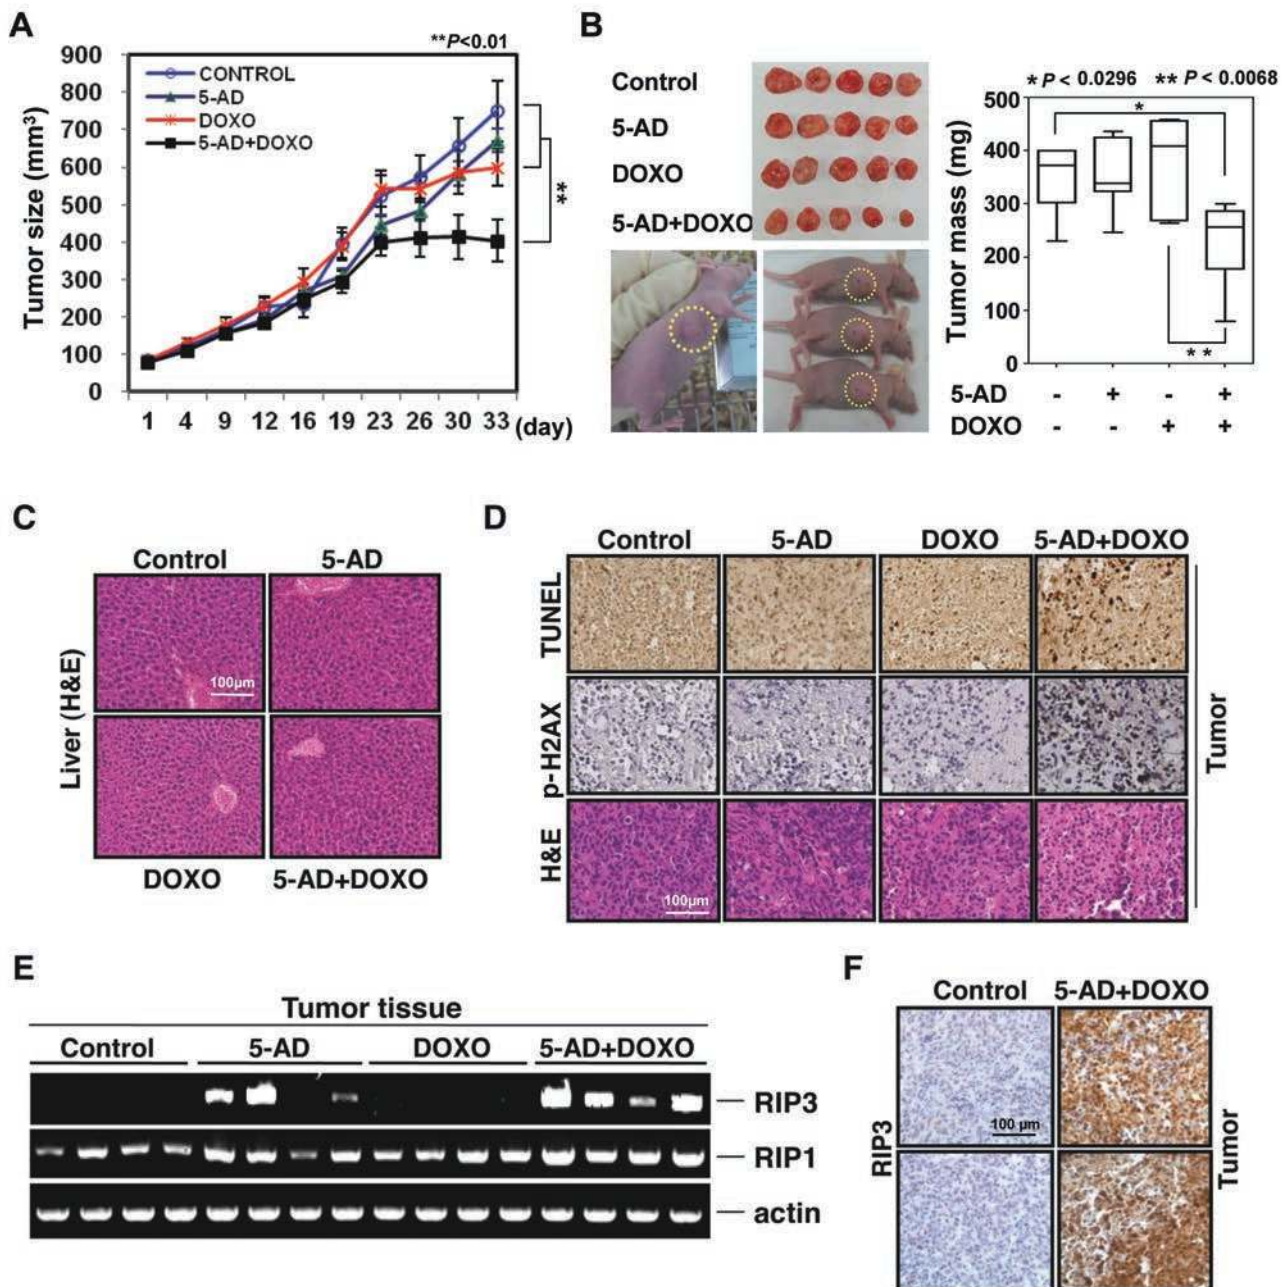 A
**P<0.01
900
800
700
600
500
400
300
200
100
0
Tumor size (mm³)
CONTROL
5-AD
DOXO
5-AD+DOXO
**
1 4 9 12 16 19 23 26 30 33 (day)
B
Control
5-AD
DOXO
5-AD+DOXO
* P < 0.0296 ** P < 0.0068
500
400
300
200
100
0
Tumor mass (mg)
*
**
5-AD - + - +
DOXO - - + +
C
Control 5-AD
Liver (H&E)
100µm
DOXO 5-AD+DOXO
D
Control 5-AD DOXO 5-AD+DOXO
TUNEL
p-H2AX
H&E
100µm
Tumor
E
Tumor tissue
Control 5-AD DOXO 5-AD+DOXO
RIP3
RIP1
actin
F
Control 5-AD+DOXO
100 µm
RIP3
Tumor